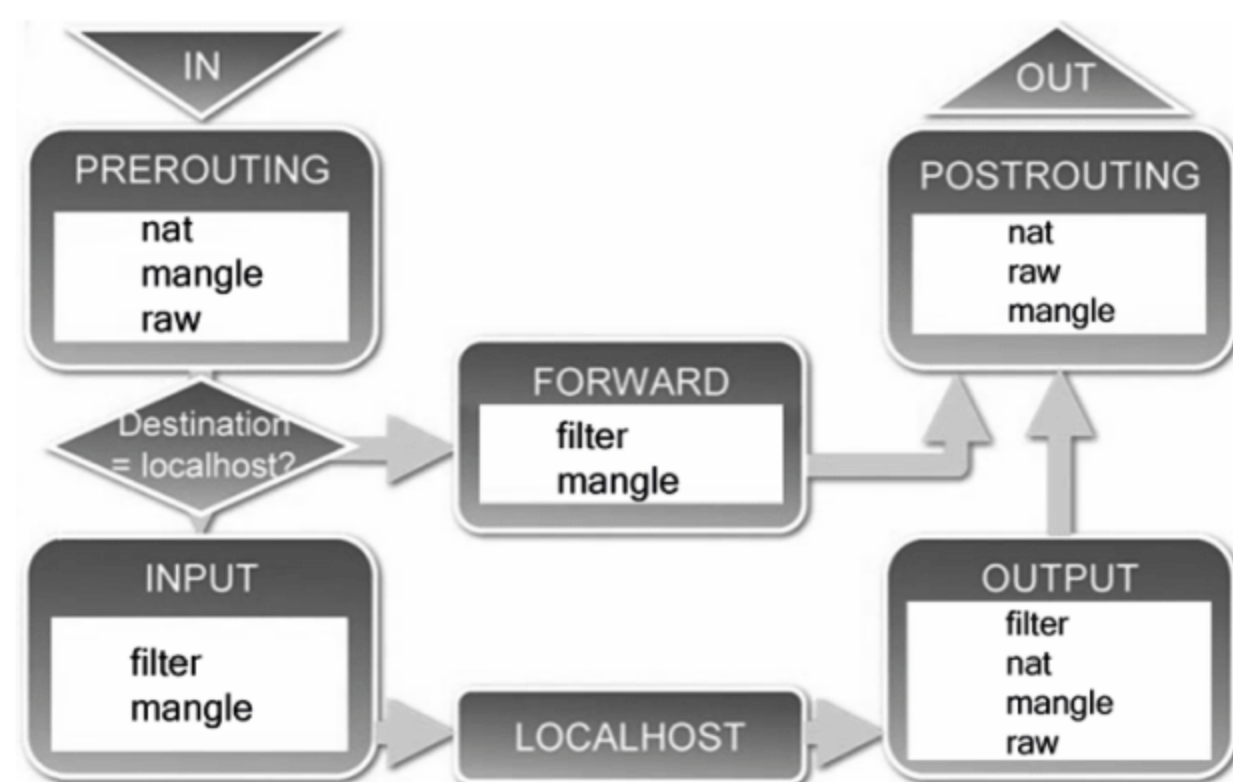 IN
PREROUTING
nat
mangle
raw
Destination
= localhost?
INPUT
filter
mangle
FORWARD
filter
mangle
LOCALHOST
OUT
POSTROUTING
nat
raw
mangle
OUTPUT
filter
nat
mangle
raw